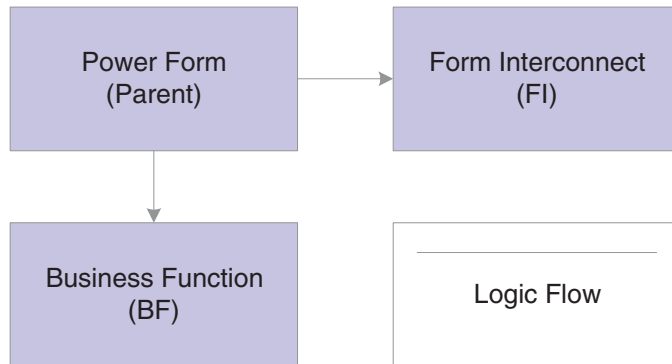 Power Form
(Parent)
Form Interconnect
(FI)
Business Function
(BF)
Logic Flow